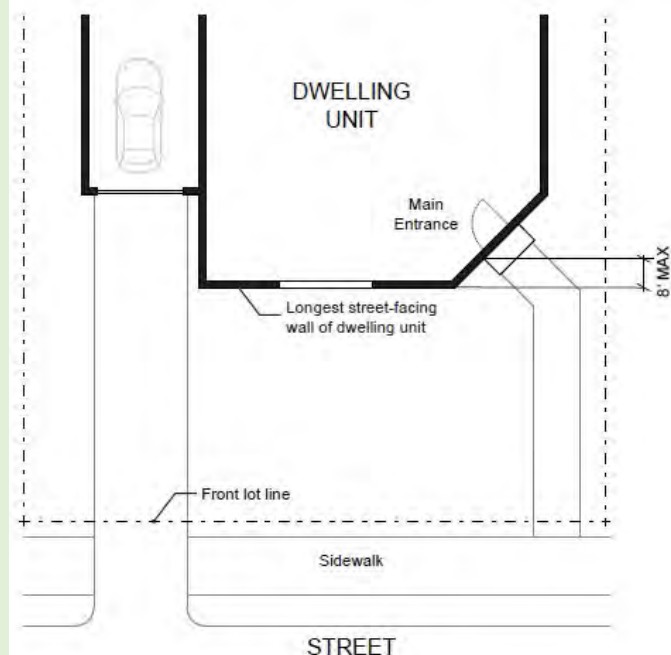 DWELLING
UNIT
Main
Entrance
8' MAX
Longest street-facing
wall of dwelling unit
Front lot line
Sidewalk
STREET